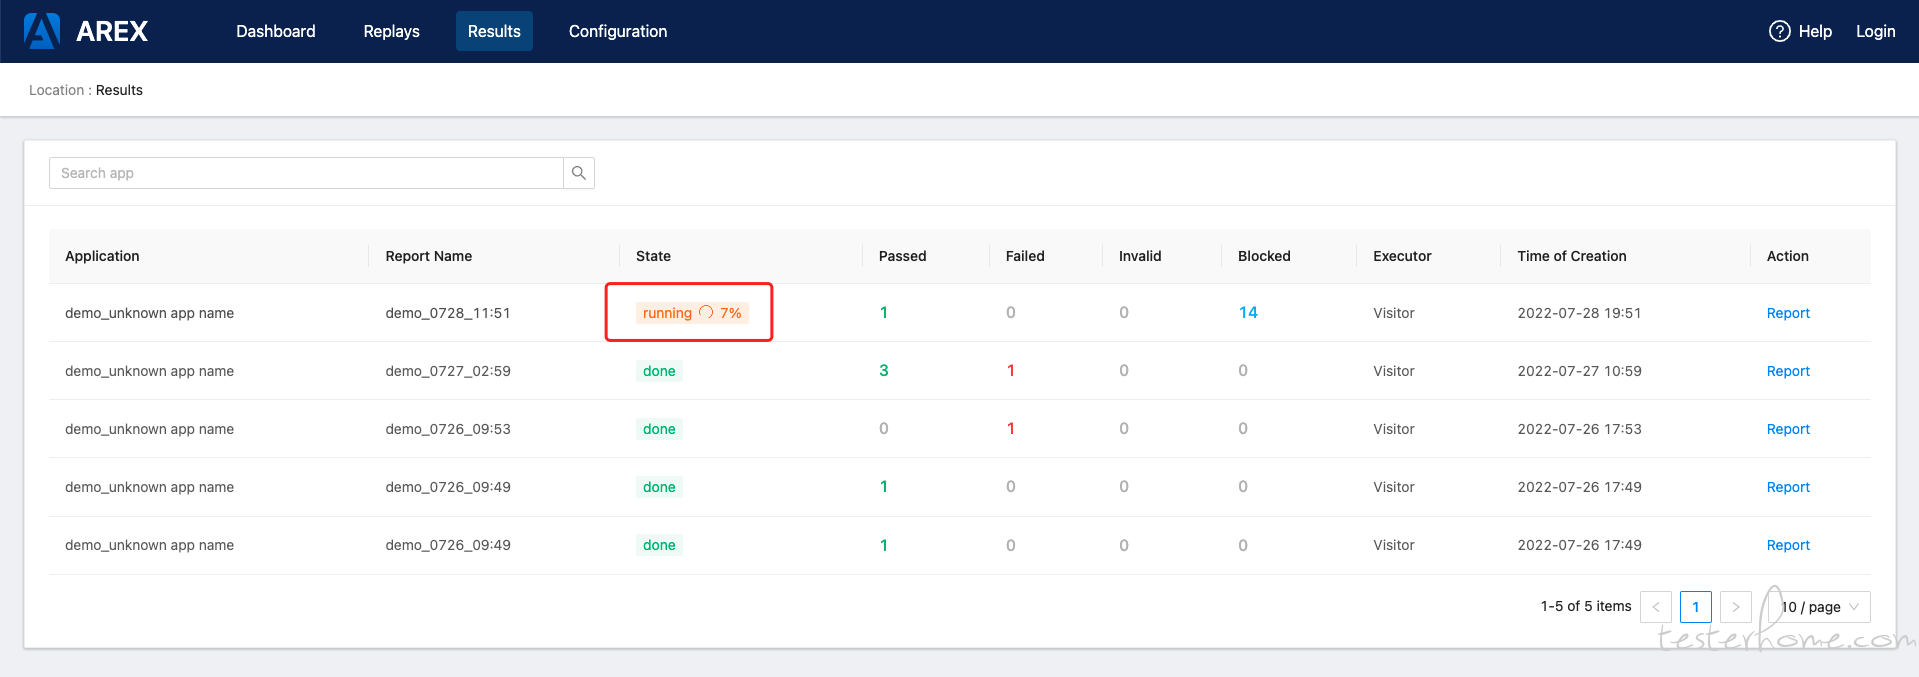 AREX Dashboard Replays Results Configuration Help Login
Location : Results
Search app
Application Report Name State Passed Failed Invalid Blocked Executor Time of Creation Action
demo_unknown app name demo_0728_11:51 running 7% 1 0 0 14 Visitor 2022-07-28 19:51 Report
demo_unknown app name demo_0727_02:59 done 3 1 0 0 Visitor 2022-07-27 10:59 Report
demo_unknown app name demo_0726_09:53 done 0 1 0 0 Visitor 2022-07-26 17:53 Report
demo_unknown app name demo_0726_09:49 done 1 0 0 0 Visitor 2022-07-26 17:49 Report
demo_unknown app name demo_0726_09:49 done 1 0 0 0 Visitor 2022-07-26 17:49 Report
1-5 of 5 items < 1 > 10 / page
testerhome.com